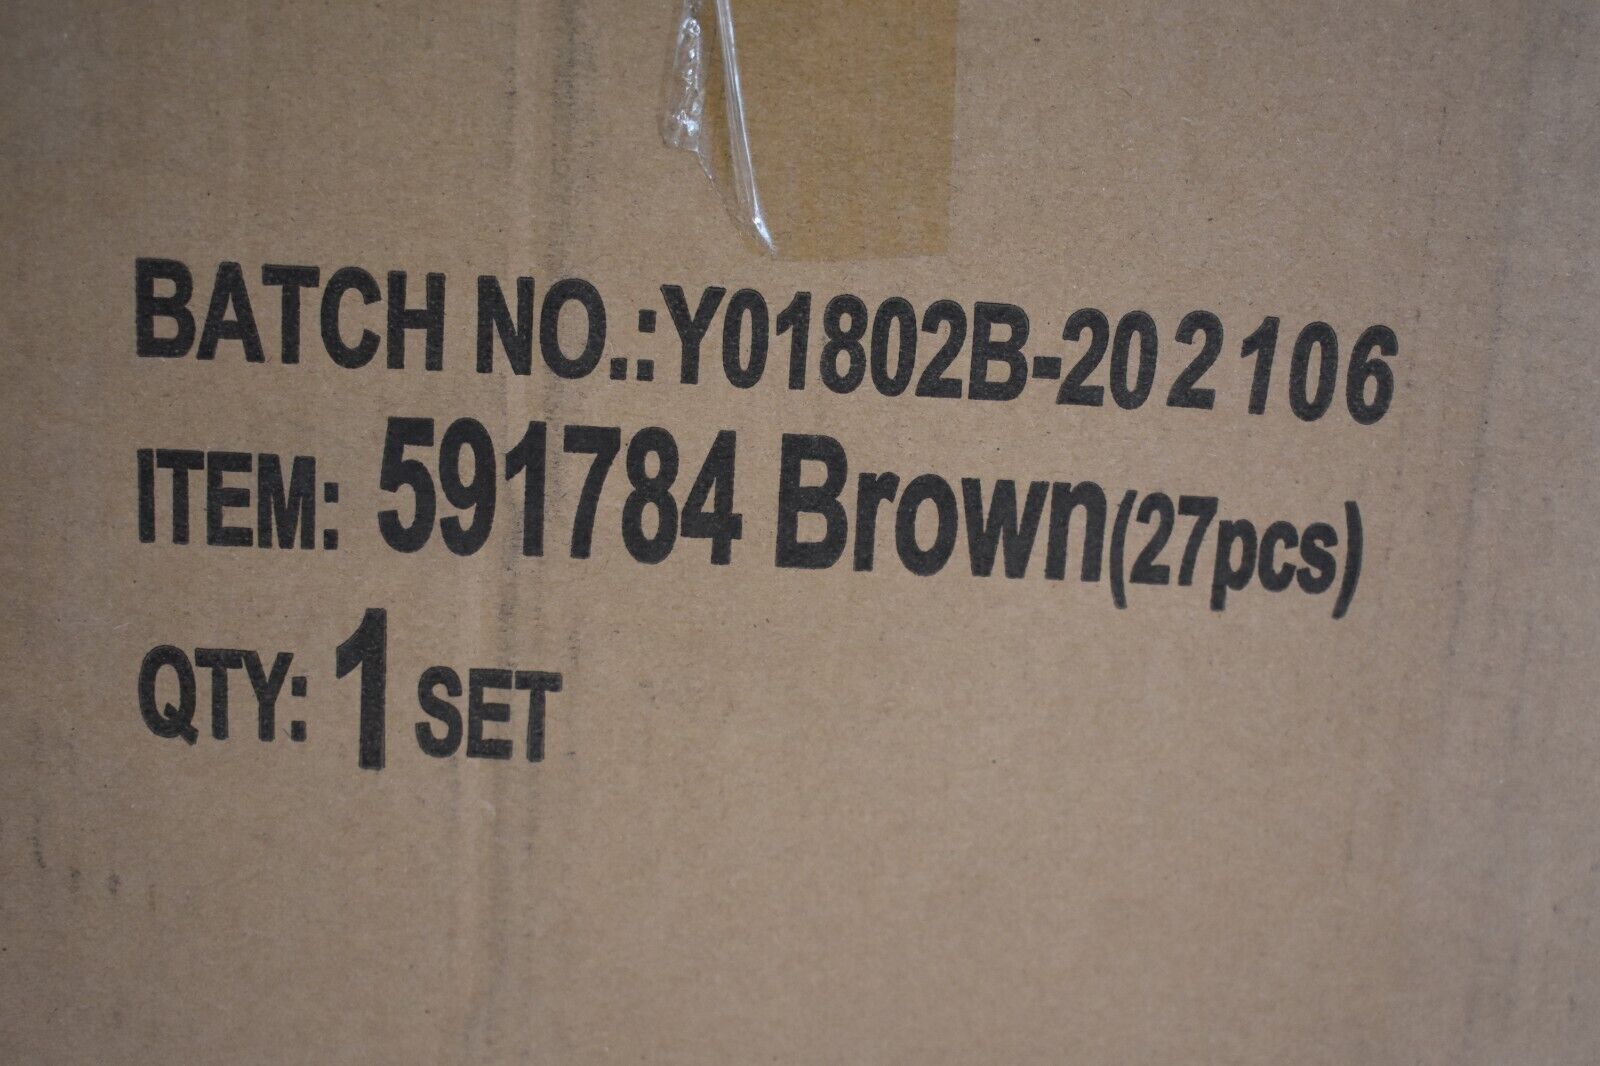 BATCH NO.:Y01802B-202106
ITEM: 591784 Brown(27pcs)
QTY: 1 SET